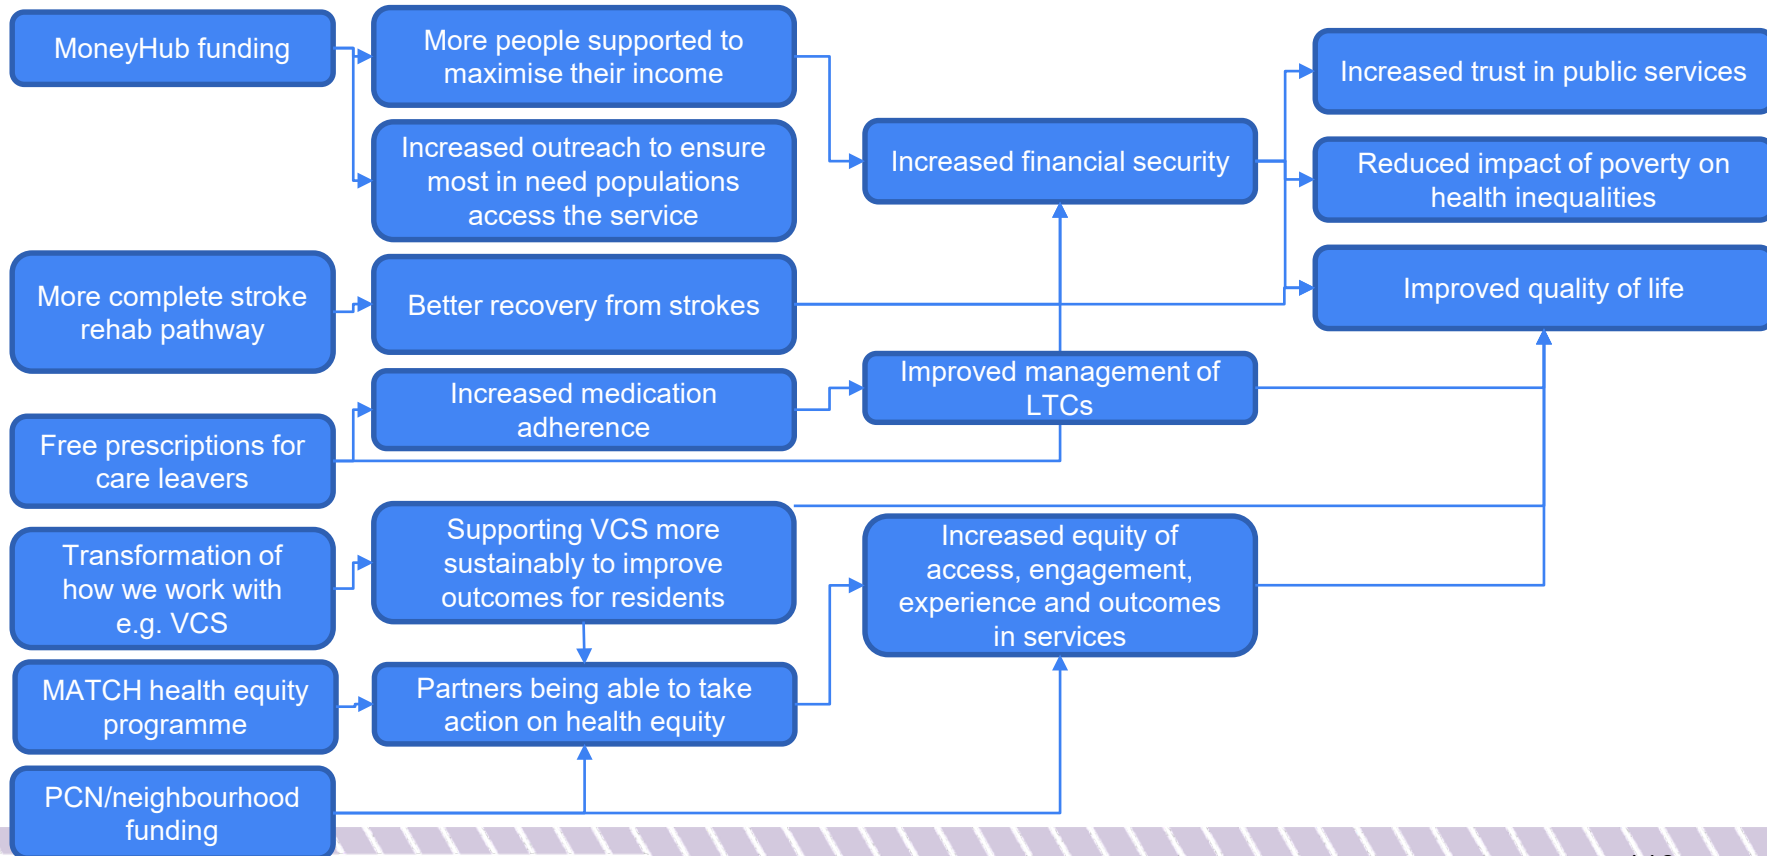 MoneyHub funding
More people supported to
maximise their income
Increased outreach to ensure
most in need populations
access the service
Increased financial security
Increased trust in public services
Reduced impact of poverty on
health inequalities
Improved quality of life
More complete stroke
rehab pathway
Better recovery from strokes
Increased medication
adherence
Improved management of
LTCs
Free prescriptions for
care leavers
Transformation of
how we work with
e.g. VCS
Supporting VCS more
sustainably to improve
outcomes for residents
Increased equity of
access, engagement,
experience and outcomes
in services
MATCH health equity
programme
Partners being able to take
action on health equity
PCN/neighbourhood
funding